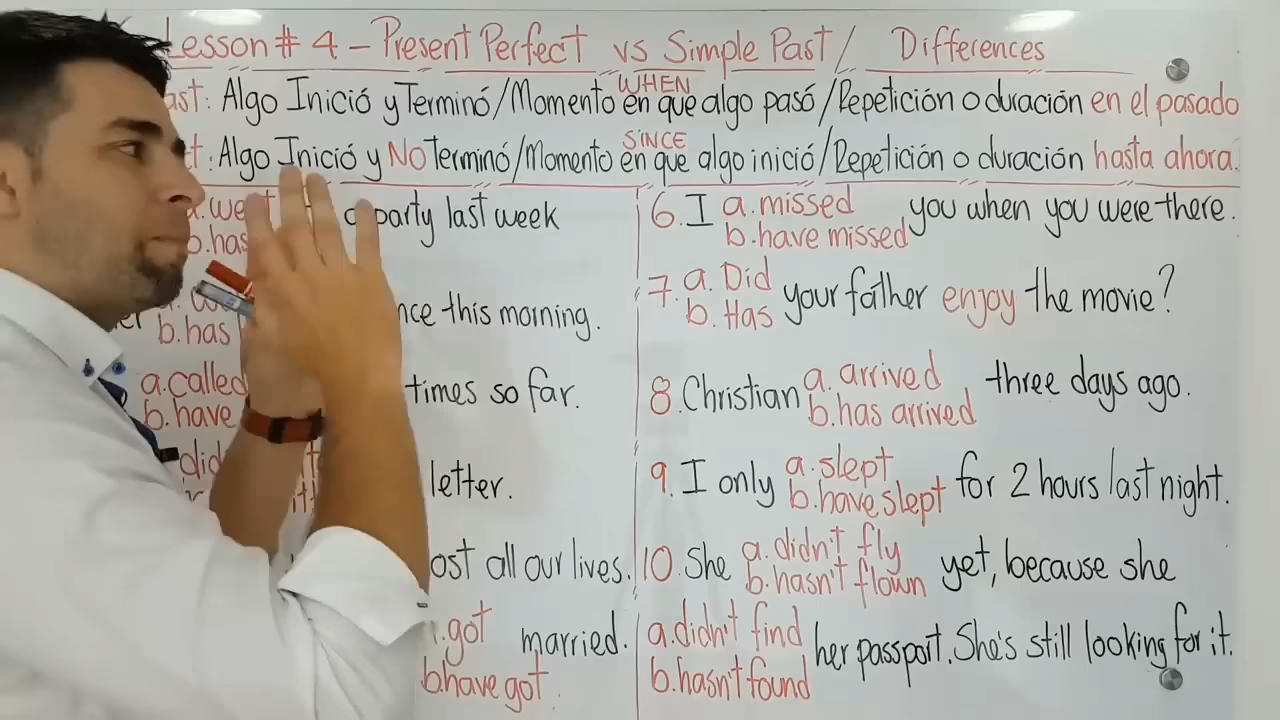 Lesson # 4 - Present Perfect vs Simple Past / Differences
WHEN
ast: Algo Inició y Terminó/Momento en que algo pasó/Repetición o duración en el pasado
SINCE
t: Algo Inició y NO Terminó/Momento en que algo inició/Repetición o duración hasta ahora.
party last week
b.has
nce this morning.
b.has
a.called
times so far.
b.have
did
letter.
ost all our lives.
.got
married.
b.have got.
6. I a. missed you when you were there.
b. have missed
7. a. Did your father enjoy the movie?
b. Has
8. Christian a. arrived three days ago.
b. has arrived
9. I only a. slept for 2 hours last night.
b. have slept
10. She a. didn't fly yet, because she
b. hasn't flown
a. didn't find her passport. She's still looking for it.
b. hasn't found